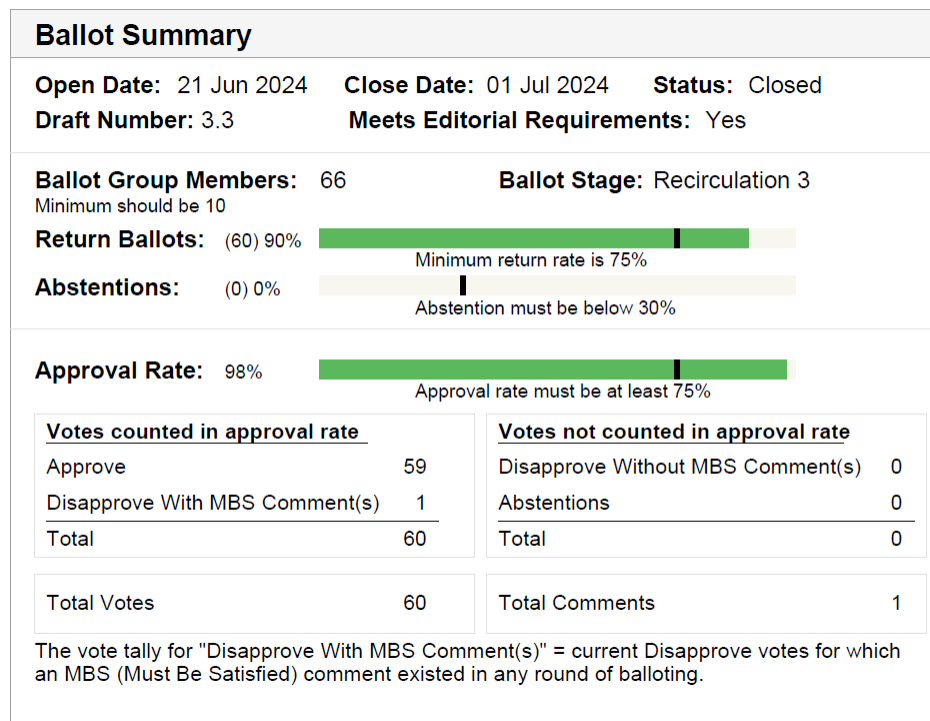 Ballot Summary
Open Date: 21 Jun 2024 Close Date: 01 Jul 2024 Status: Closed
Draft Number: 3.3 Meets Editorial Requirements: Yes
Ballot Group Members: 66 Ballot Stage: Recirculation 3
Minimum should be 10
Return Ballots: (60) 90%
Minimum return rate is 75%
Abstentions: (0) 0%
Abstention must be below 30%
Approval Rate: 98%
Approval rate must be at least 75%
Votes counted in approval rate
Approve 59
Disapprove With MBS Comment(s) 1
Total 60
Votes not counted in approval rate
Disapprove Without MBS Comment(s) 0
Abstentions 0
Total 0
Total Votes 60
Total Comments 1
The vote tally for "Disapprove With MBS Comment(s)" = current Disapprove votes for which
an MBS (Must Be Satisfied) comment existed in any round of balloting.